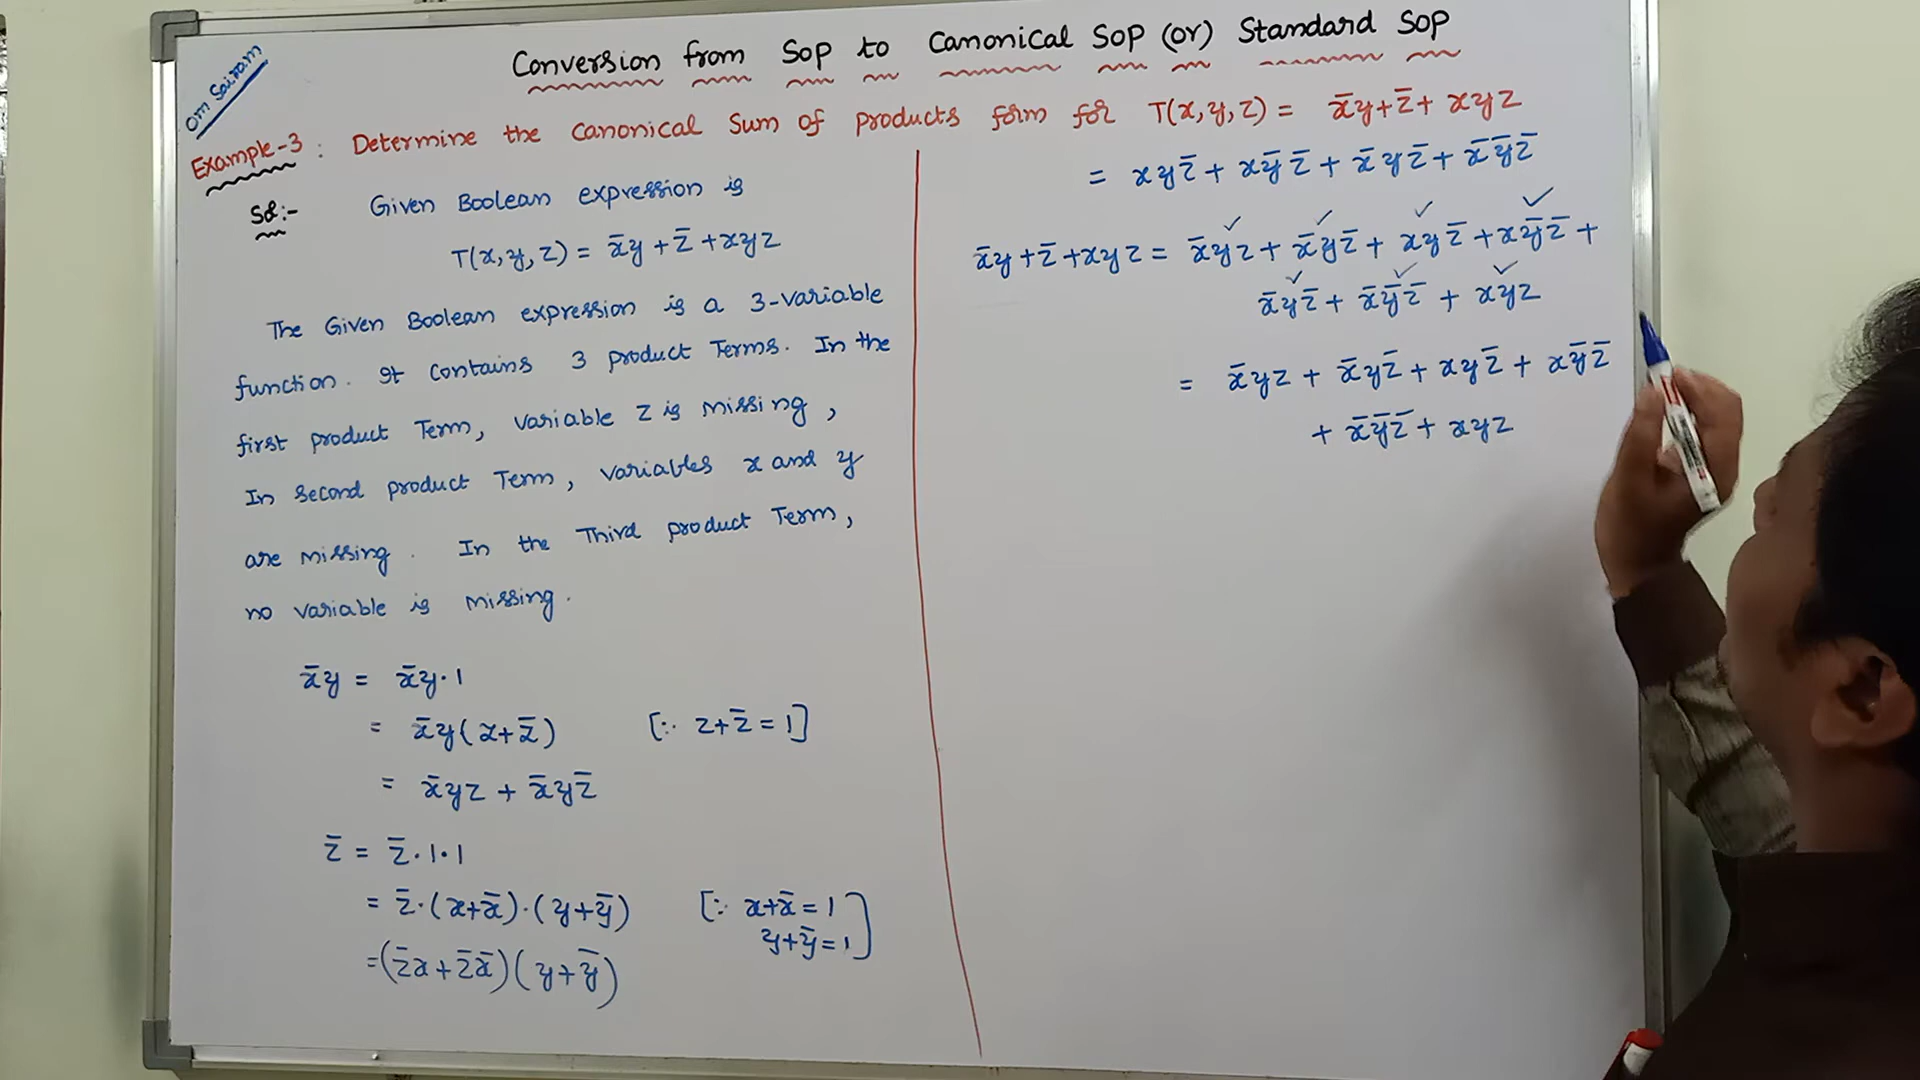 Om Sairam
Conversion from SOP to Canonical SOP (or) Standard SOP
Example-3 : Determine the Canonical Sum of products form for T(x,y,z) = x̄y+z̄+xyz
Sol:- Given Boolean expression is
T(x,y,z) = x̄y+z̄+xyz
The Given Boolean expression is a 3-variable
function. It contains 3 product Terms. In the
first product Term, variable z is missing,
In second product Term, variables x and y
are missing. In the Third product Term,
no variable is missing.
x̄y = x̄y·1
= x̄y(z+z̄) [∵ z+z̄=1]
= x̄yz + x̄yz̄
z̄ = z̄·1·1
= z̄·(x+x̄)·(y+ȳ) [∵ x+x̄=1
y+ȳ=1]
=(z̄x+z̄x̄)(y+ȳ)
= xyz̄ + xȳz̄ + x̄yz̄ + x̄ȳz̄
x̄y+z̄+xyz = x̄yz + x̄yz̄ + xyz̄ + xȳz̄ +
x̄yz̄ + x̄ȳz̄ + xyz
= x̄yz + x̄yz̄ + xyz̄ + xȳz̄
+ x̄ȳz̄ + xyz